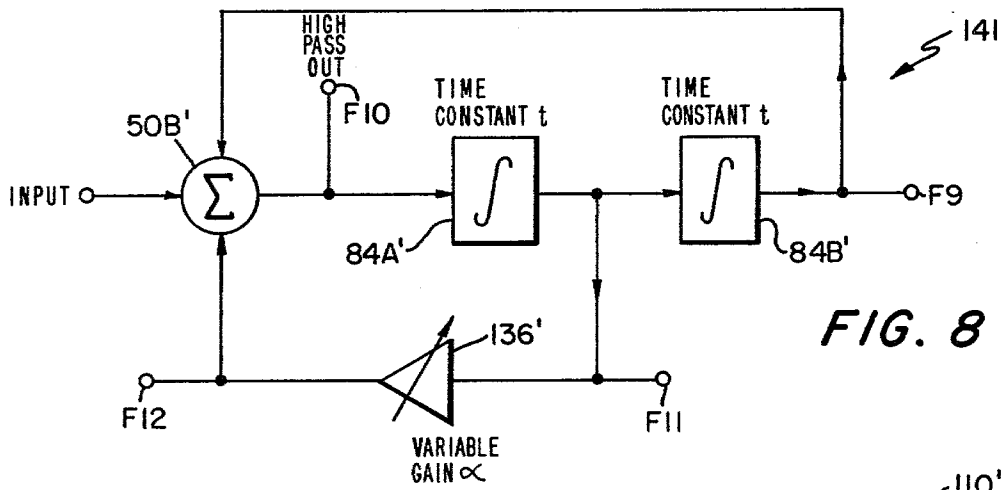 HIGH
PASS
OUT
F10
141
TIME
CONSTANT t
TIME
CONSTANT t
50B'
INPUT
Σ
∫
∫
F9
84A'
84B'
FIG. 8
136'
F12
F11
VARIABLE
GAIN ∝
110'